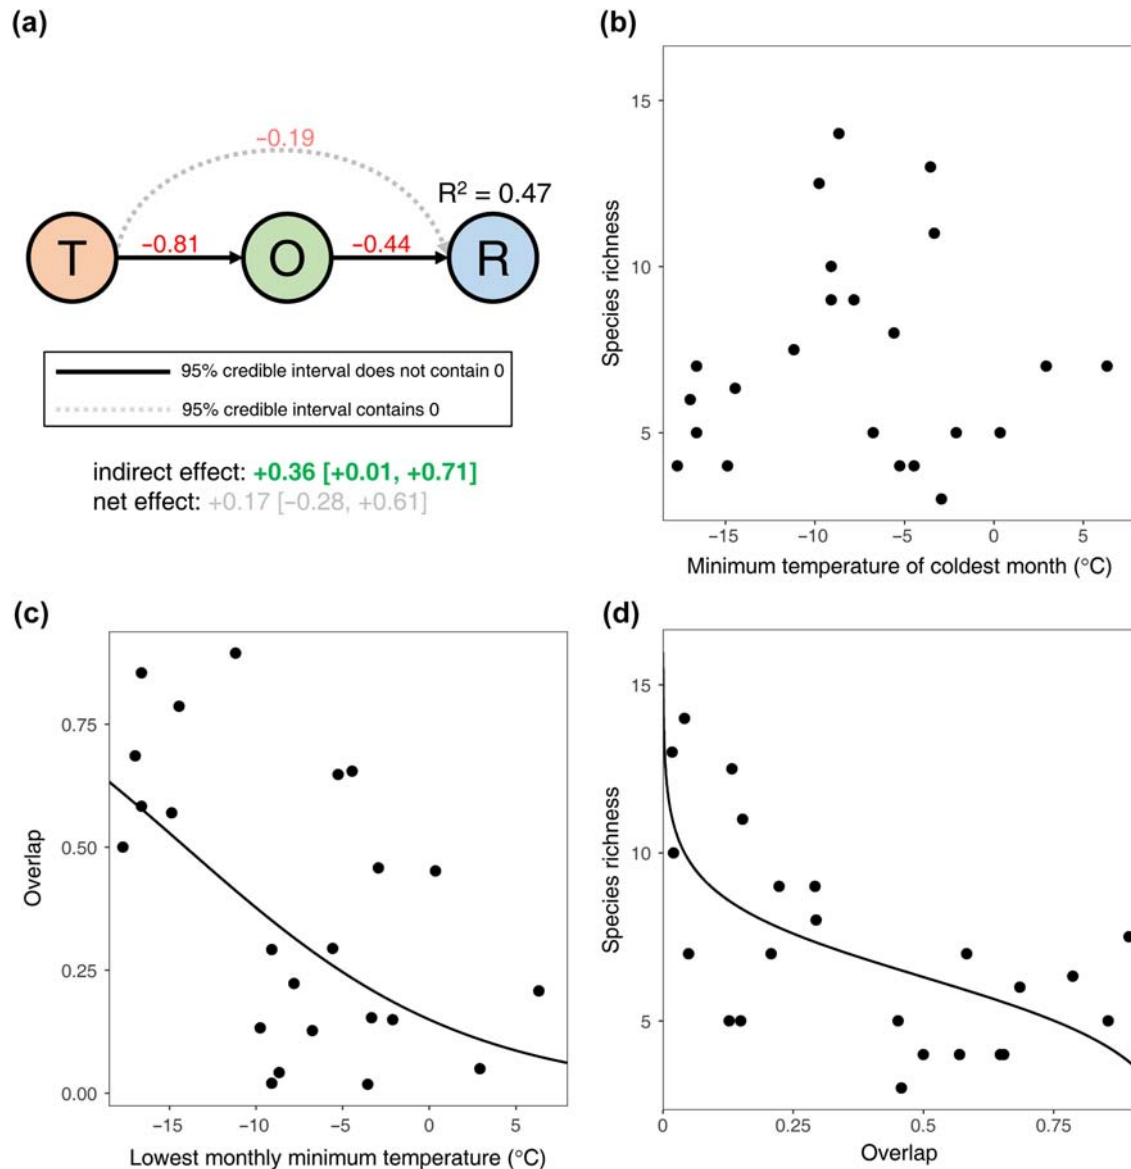 (a)
−0.19
R² = 0.47
T
−0.81
O
−0.44
R
95% credible interval does not contain 0
95% credible interval contains 0
indirect effect: +0.36 [+0.01, +0.71]
net effect: +0.17 [−0.28, +0.61]
(b)
Species richness
15
10
5
−15
−10
−5
0
5
Minimum temperature of coldest month (°C)
(c)
Overlap
0.75
0.50
0.25
0.00
−15
−10
−5
0
5
Lowest monthly minimum temperature (°C)
(d)
Species richness
15
10
5
0
0.25
0.5
0.75
Overlap